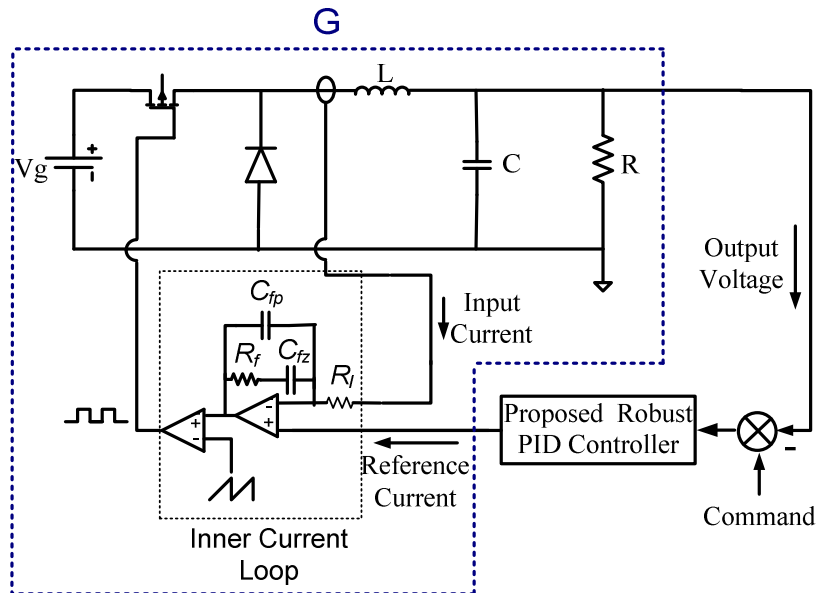 G
L
Vg
+
-
C
R
Output
Voltage
Input
Current
Cfp
Rf
Cfz
RI
-
+
+
-
Proposed Robust
PID Controller
-
Reference
Current
Command
Inner Current
Loop